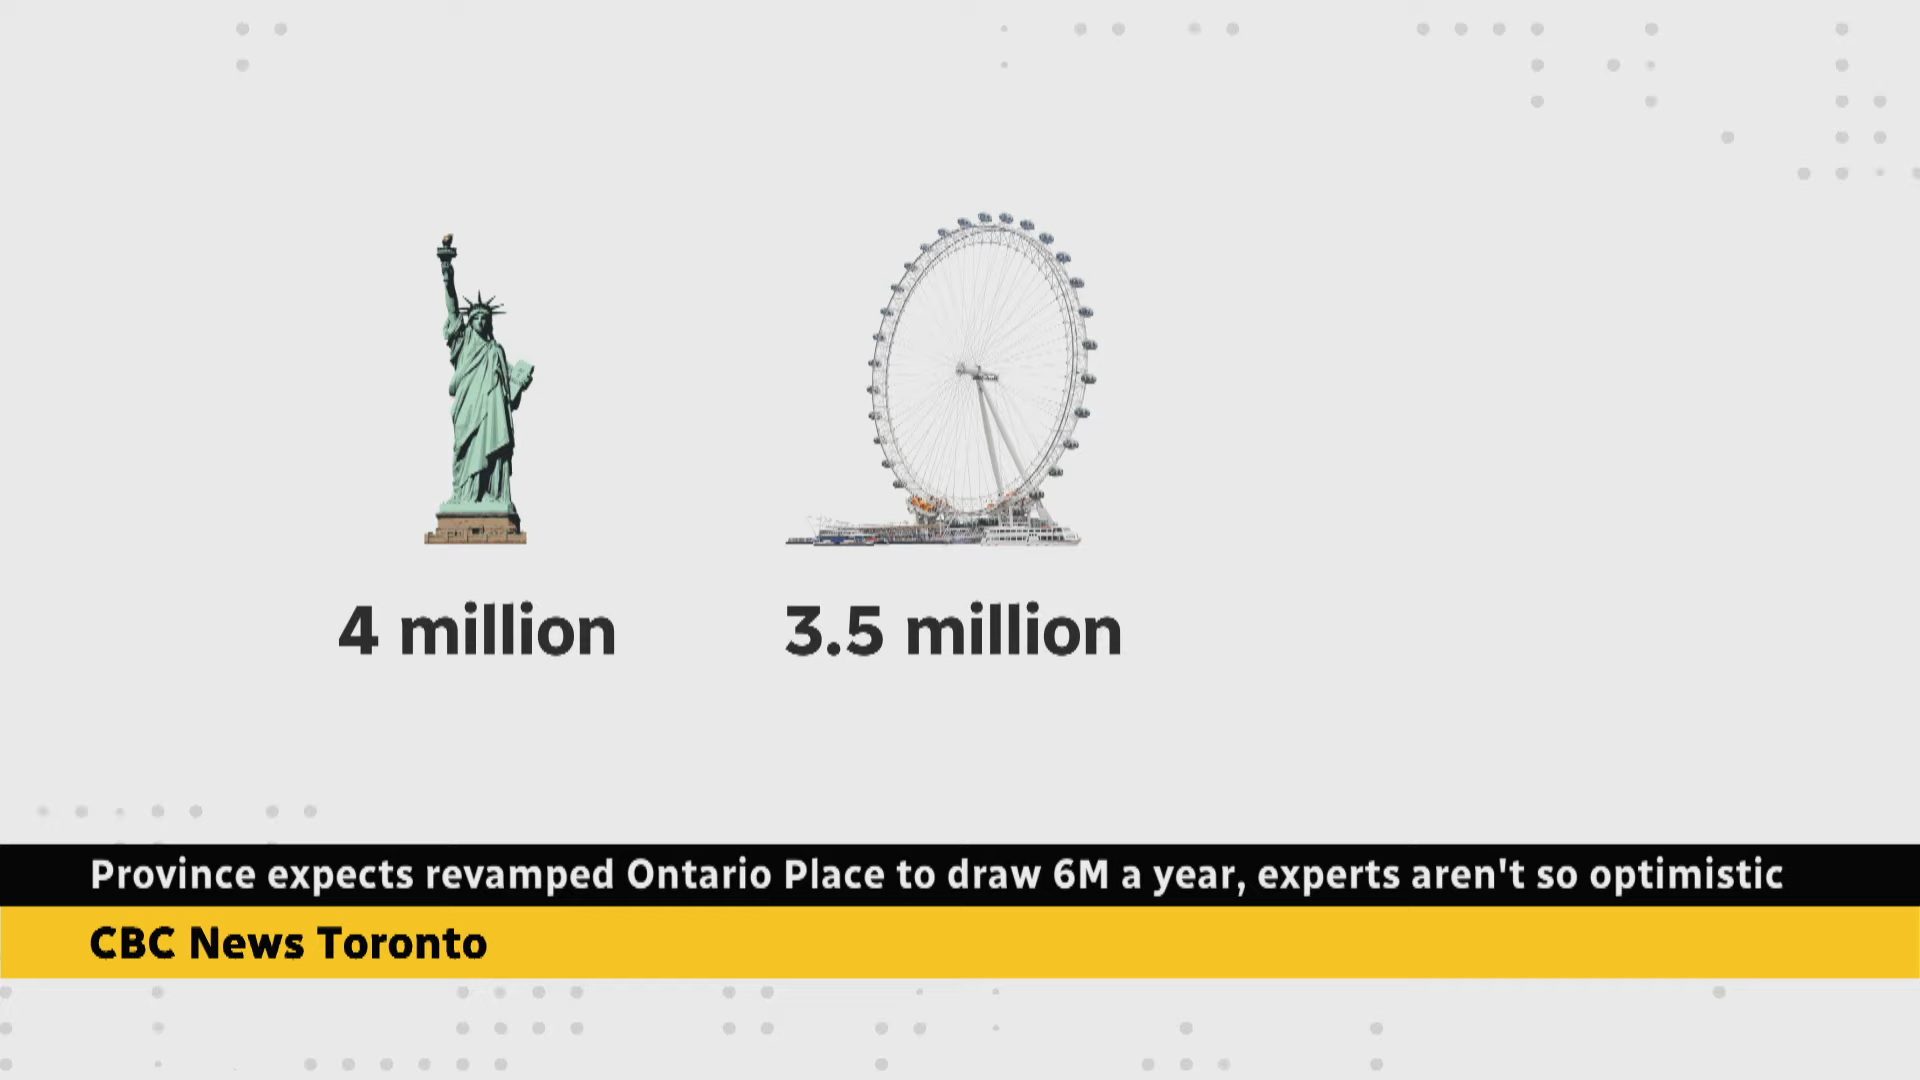 4 million
3.5 million
Province expects revamped Ontario Place to draw 6M a year, experts aren't so optimistic
CBC News Toronto